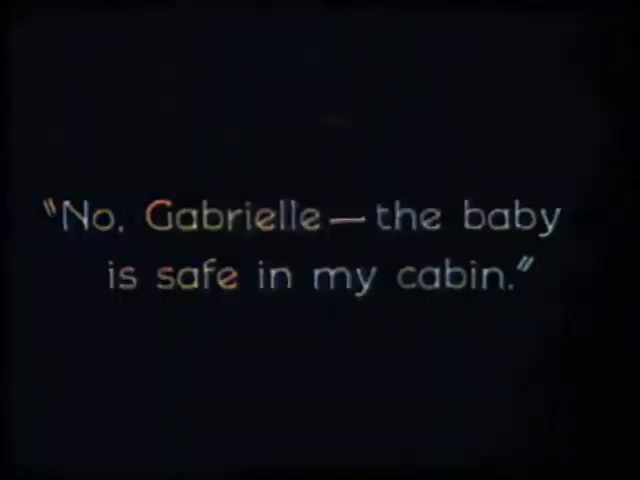 "No, Gabrielle — the baby
is safe in my cabin."